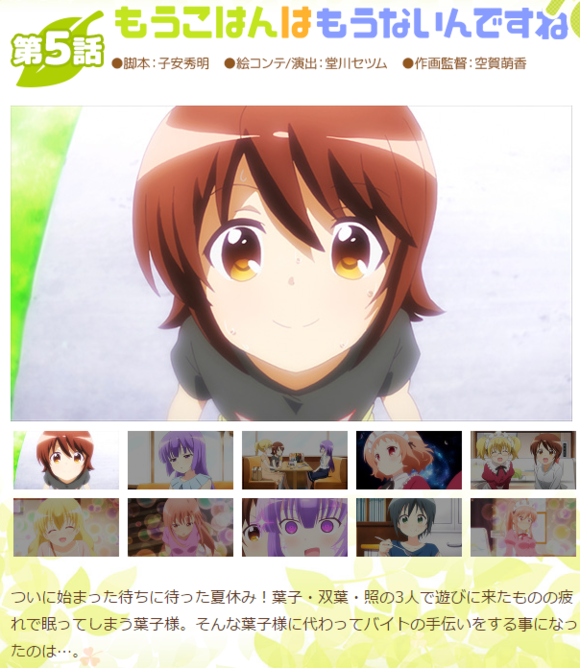 第5話
もうごはんはもうないんですね
●脚本：子安秀明 ●絵コンテ/演出：堂川セツム ●作画監督：空賀萌香
ついに始まった待ちに待った夏休み！葉子・双葉・照の3人で遊びに来たものの疲
れで眠ってしまう葉子様。そんな葉子様に代わってバイトの手伝いをする事になっ
たのは…。